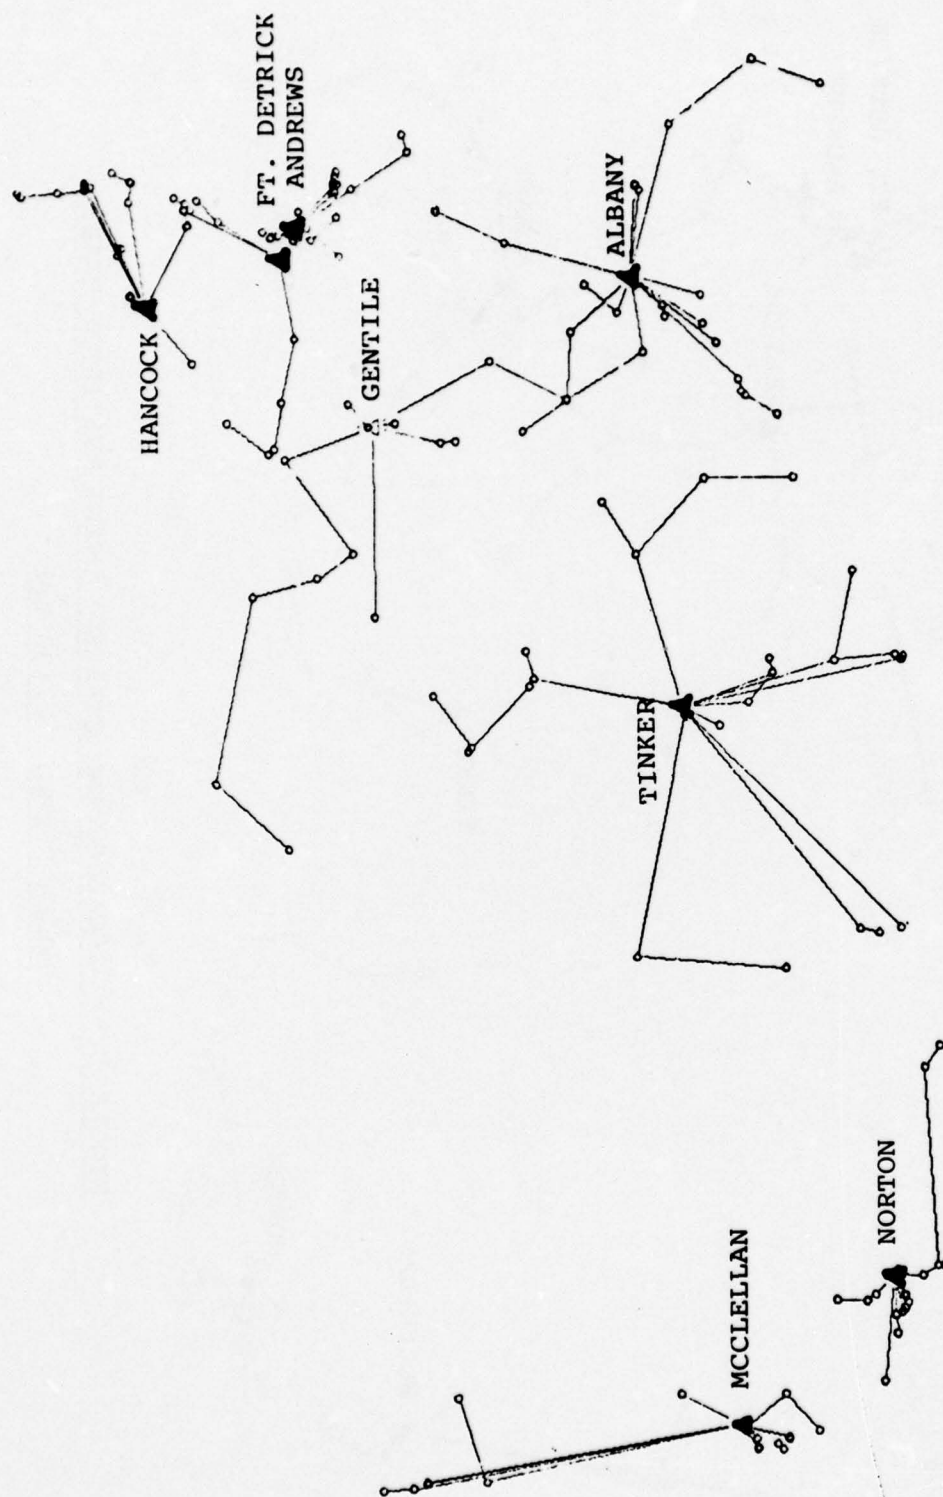 HANCOCK
FT. DETRICK
ANDREWS
GENTILE
ALBANY
TINKER
MCCLELLAN
NORTON